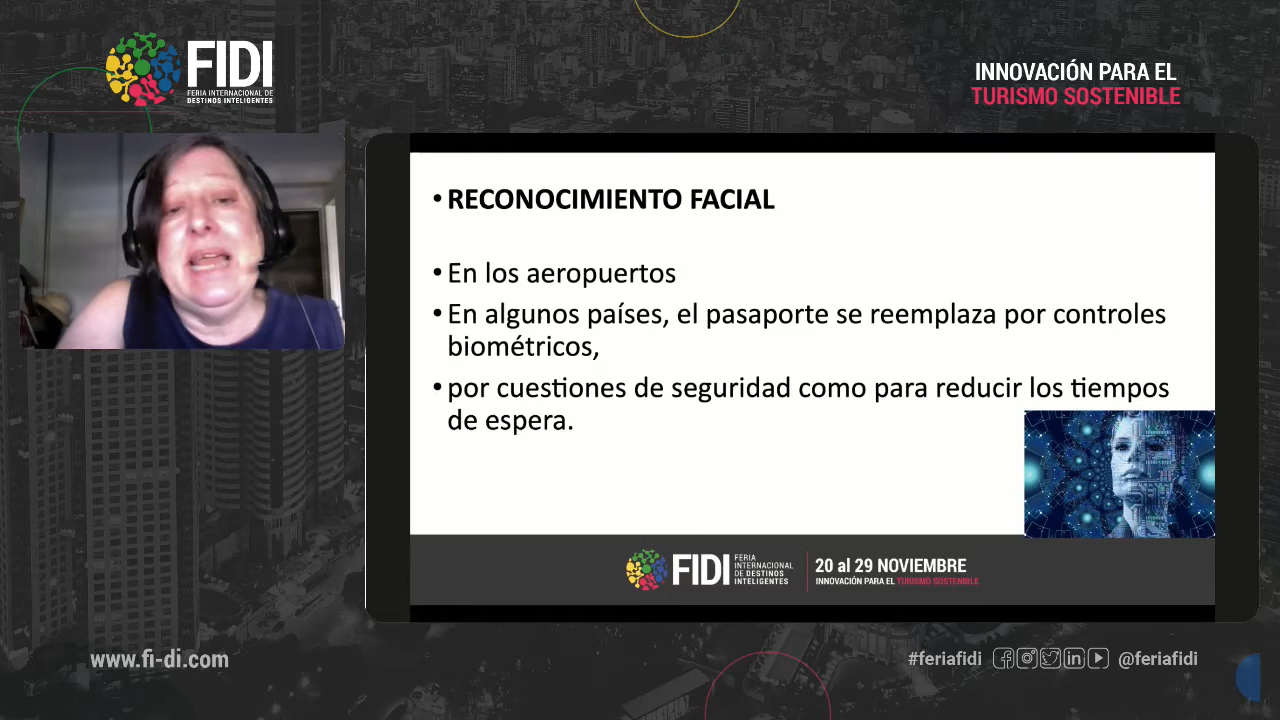 FIDI
FERIA INTERNACIONAL DE
DESTINOS INTELIGENTES
INNOVACIÓN PARA EL
TURISMO SOSTENIBLE
• RECONOCIMIENTO FACIAL
• En los aeropuertos
• En algunos países, el pasaporte se reemplaza por controles
biométricos,
• por cuestiones de seguridad como para reducir los tiempos
de espera.
FIDI
FERIA
INTERNACIONAL
DE DESTINOS
INTELIGENTES
20 al 29 NOVIEMBRE
INNOVACIÓN PARA EL TURISMO SOSTENIBLE
www.fi-di.com
#feriafidi
@feriafidi